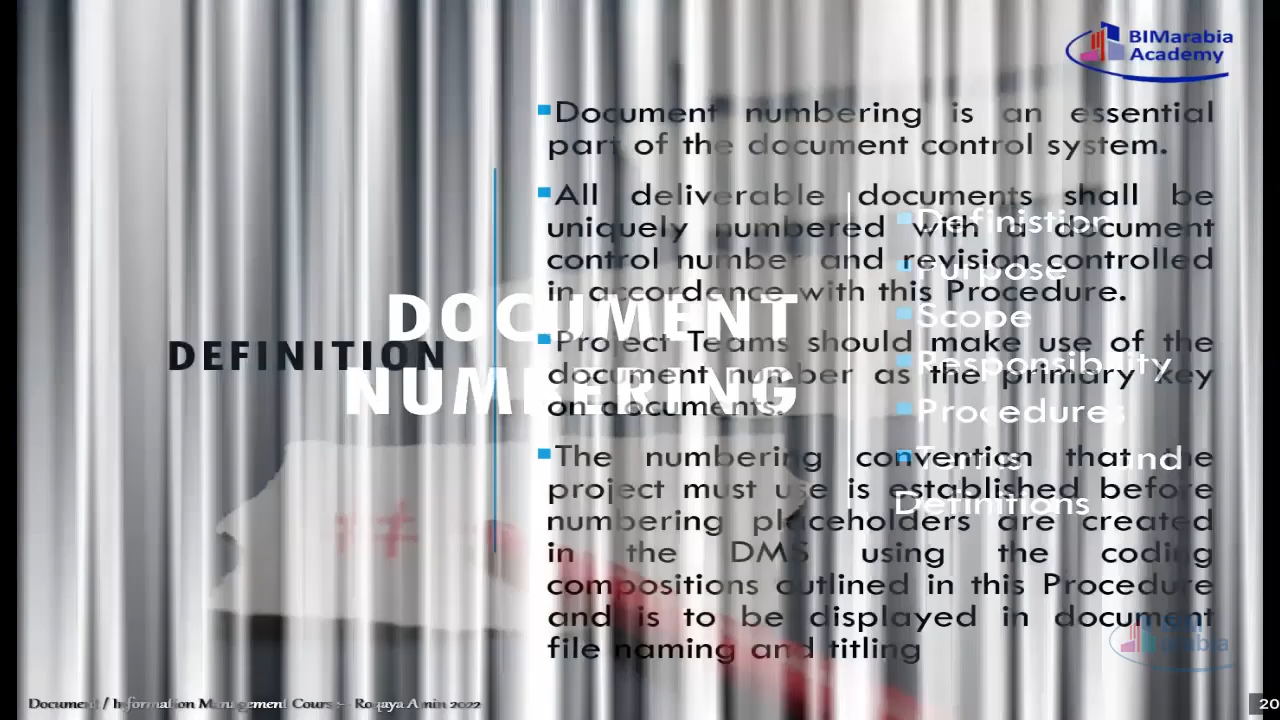 BIMarabia
Academy
Document numbering is an essential
part of the document control system.
All deliverable documents shall be
uniquely numbered with a document
control number and revision controlled
in accordance with this Procedure.
Project Teams should make use of the
document number as the primary key
on documents.
The numbering convention that the
project must use is established before
numbering placeholders are created
in the DMS using the coding
compositions outlined in this Procedure
and is to be displayed in document
file naming and titling
DEFINITION
DOCUMENT
NUMBERING
Definistion
Purpose
Scope
Responsibility
Procedures
Terms and
Definitions
##
BIM
arabia
Document / Information Management Course - Roqaya Amin 2022
20